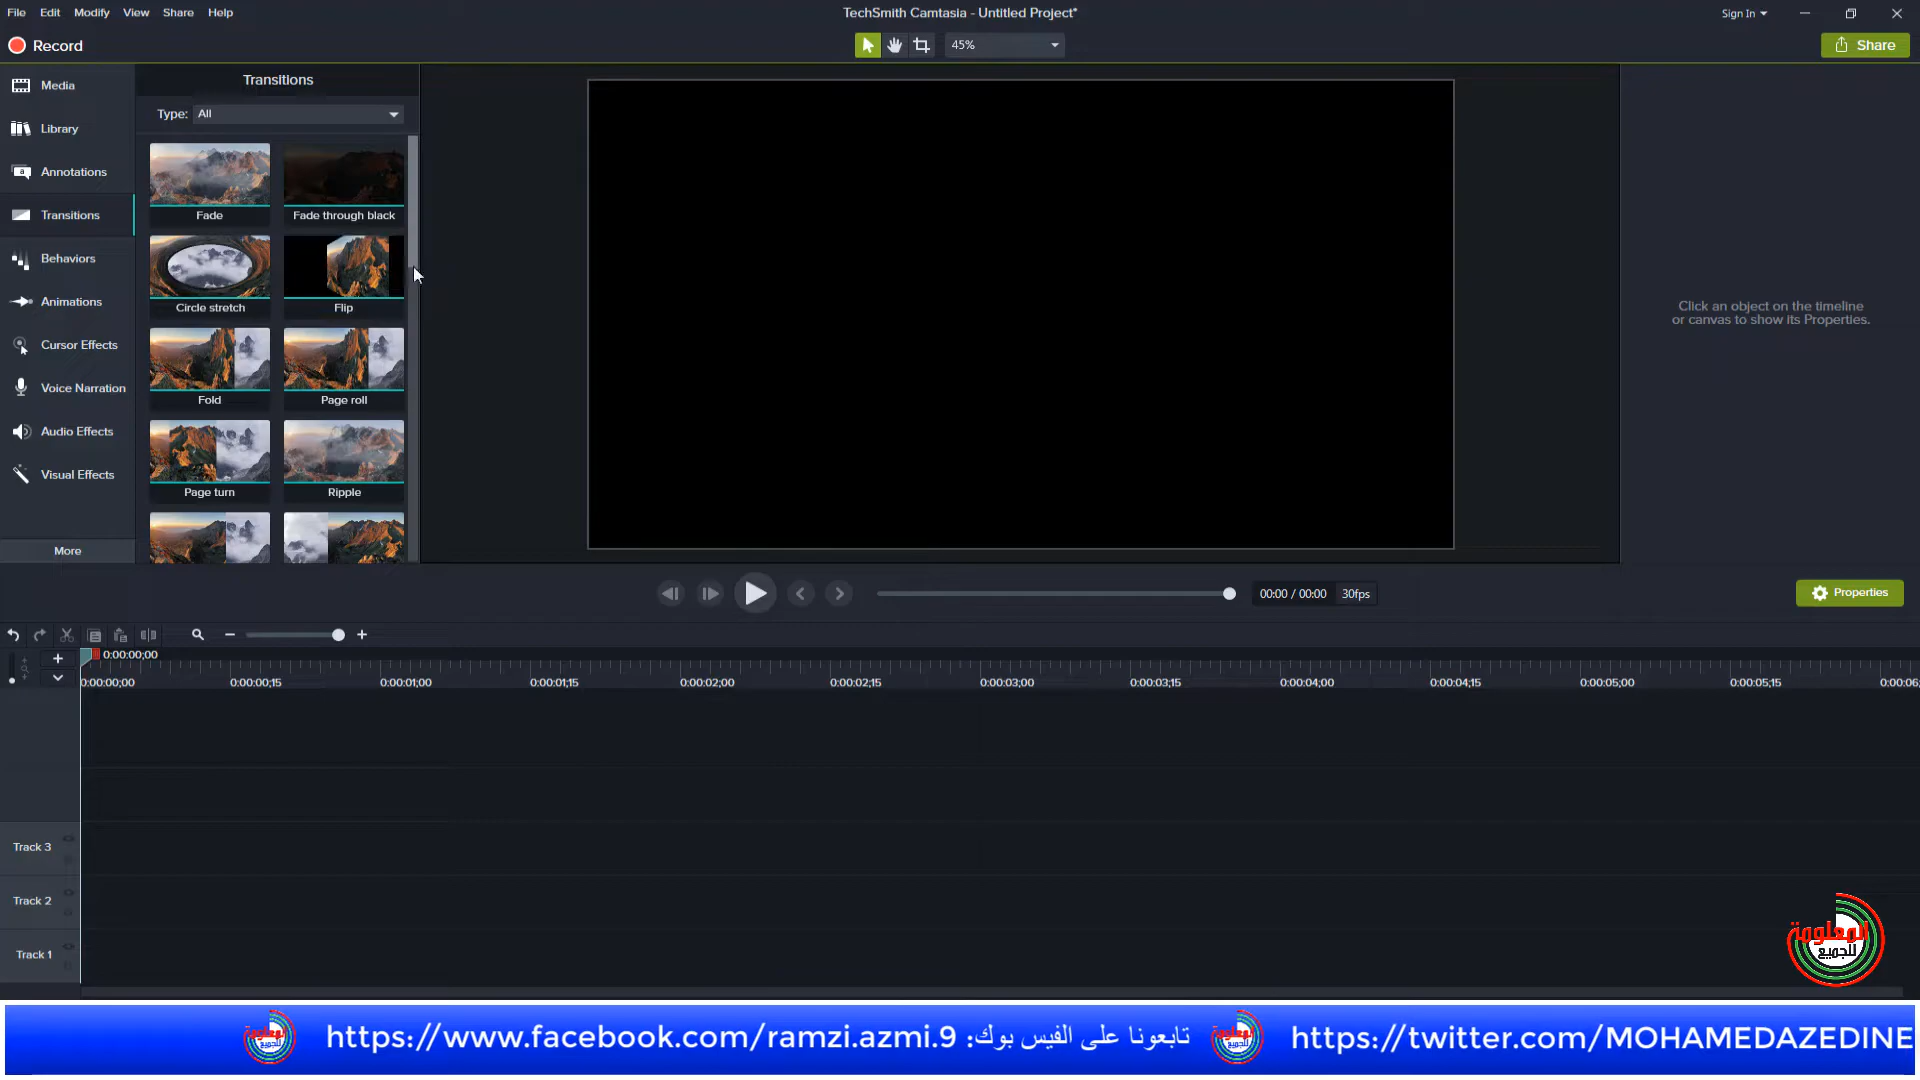 File Edit Modify View Share Help
TechSmith Camtasia - Untitled Project*
Sign In
Record
45%
Share
Media
Library
Annotations
Transitions
Behaviors
Animations
Cursor Effects
Voice Narration
Audio Effects
Visual Effects
More
Transitions
Type: All
Fade
Fade through black
Circle stretch
Flip
Fold
Page roll
Page turn
Ripple
Click an object on the timeline
or canvas to show its Properties.
00:00 / 00:00 30fps
Properties
0:00:00;00
0:00:00;00 0:00:00;15 0:00:01;00 0:00:01;15 0:00:02;00 0:00:02;15 0:00:03;00 0:00:03;15 0:00:04;00 0:00:04;15 0:00:05;00 0:00:05;15 0:00:06;
Track 3
Track 2
Track 1
المعلومة
للجميع
تابعونا على الفيس بوك: https://www.facebook.com/ramzi.azmi.9
https://twitter.com/MOHAMEDAZEDINE